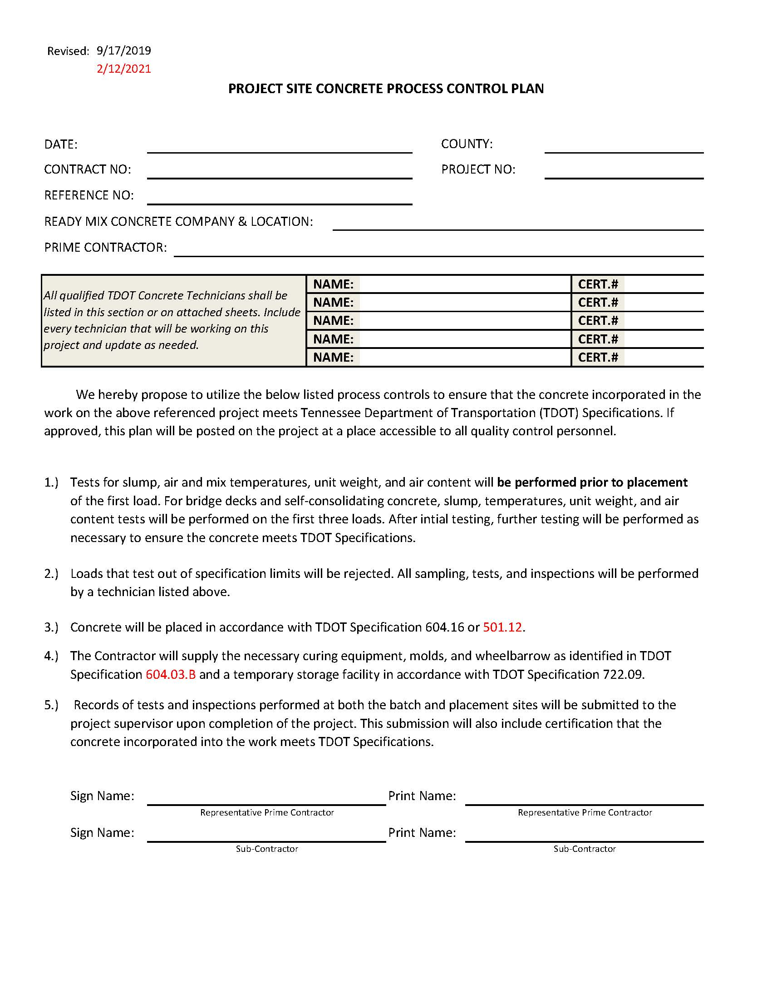 Revised: 9/17/2019
2/12/2021
PROJECT SITE CONCRETE PROCESS CONTROL PLAN
DATE: COUNTY:
CONTRACT NO: PROJECT NO:
REFERENCE NO:
READY MIX CONCRETE COMPANY & LOCATION:
PRIME CONTRACTOR:
All qualified TDOT Concrete Technicians shall be
listed in this section or on attached sheets. Include
every technician that will be working on this
project and update as needed.
NAME: CERT.#
NAME: CERT.#
NAME: CERT.#
NAME: CERT.#
NAME: CERT.#
We hereby propose to utilize the below listed process controls to ensure that the concrete incorporated in the
work on the above referenced project meets Tennessee Department of Transportation (TDOT) Specifications. If
approved, this plan will be posted on the project at a place accessible to all quality control personnel.
1.) Tests for slump, air and mix temperatures, unit weight, and air content will be performed prior to placement
of the first load. For bridge decks and self-consolidating concrete, slump, temperatures, unit weight, and air
content tests will be performed on the first three loads. After intial testing, further testing will be performed as
necessary to ensure the concrete meets TDOT Specifications.
2.) Loads that test out of specification limits will be rejected. All sampling, tests, and inspections will be performed
by a technician listed above.
3.) Concrete will be placed in accordance with TDOT Specification 604.16 or 501.12.
4.) The Contractor will supply the necessary curing equipment, molds, and wheelbarrow as identified in TDOT
Specification 604.03.B and a temporary storage facility in accordance with TDOT Specification 722.09.
5.) Records of tests and inspections performed at both the batch and placement sites will be submitted to the
project supervisor upon completion of the project. This submission will also include certification that the
concrete incorporated into the work meets TDOT Specifications.
Sign Name: Print Name:
Representative Prime Contractor Representative Prime Contractor
Sign Name: Print Name:
Sub-Contractor Sub-Contractor